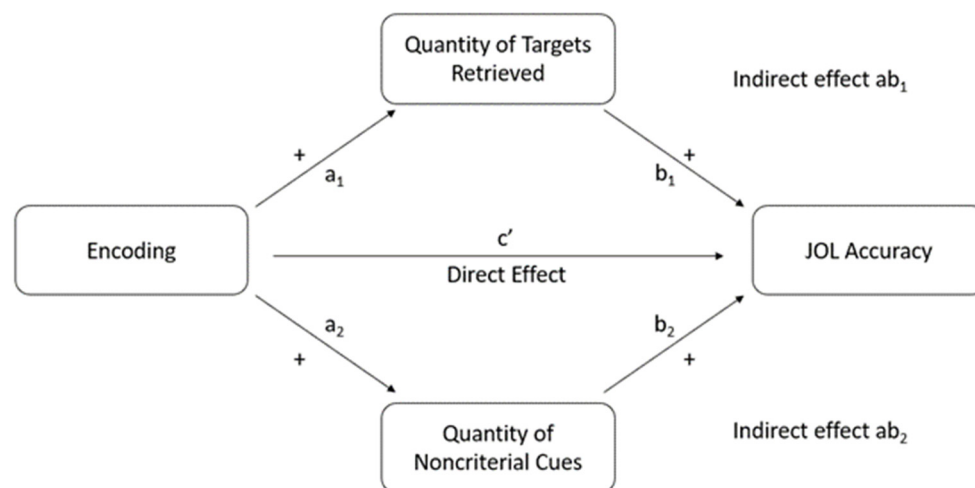 Quantity of Targets
Retrieved
Indirect effect ab₁
+
a₁
+
b₁
Encoding
c’
Direct Effect
JOL Accuracy
a₂
+
b₂
+
Quantity of
Noncriterial Cues
Indirect effect ab₂